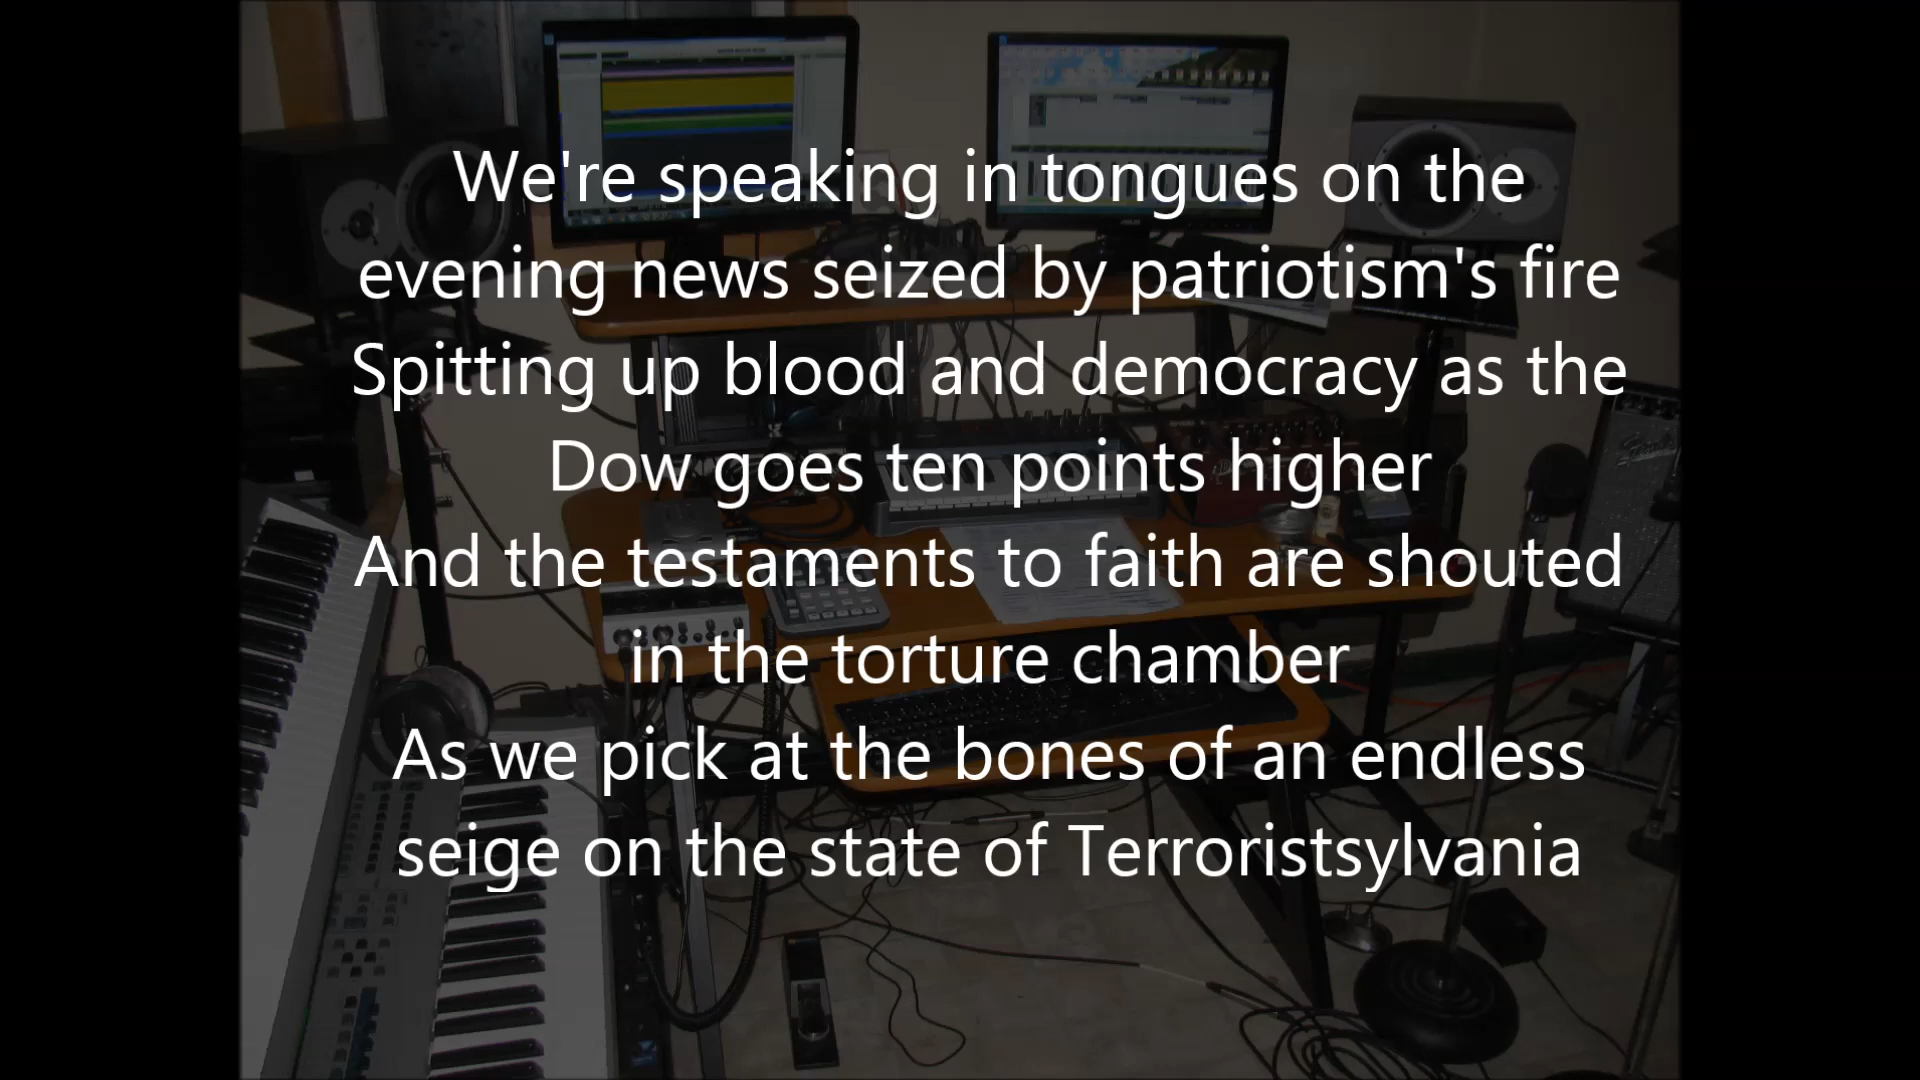 We're speaking in tongues on the
evening news seized by patriotism's fire
Spitting up blood and democracy as the
Dow goes ten points higher
And the testaments to faith are shouted
in the torture chamber
As we pick at the bones of an endless
seige on the state of Terroristsylvania